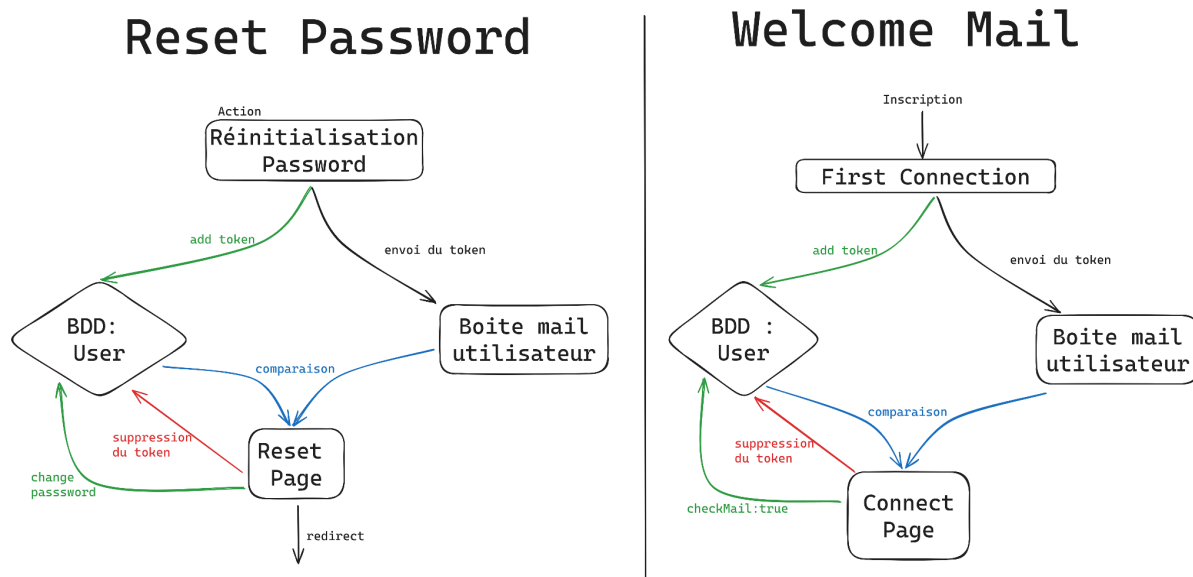 Reset Password
Action
Réinitialisation
Password
add token
envoi du token
BDD:
User
Boite mail
utilisateur
comparaison
suppression
du token
Reset
Page
change
passsword
redirect
Welcome Mail
Inscription
First Connection
add token
envoi du token
BDD :
User
Boite mail
utilisateur
comparaison
suppression
du token
Connect
Page
checkMail:true